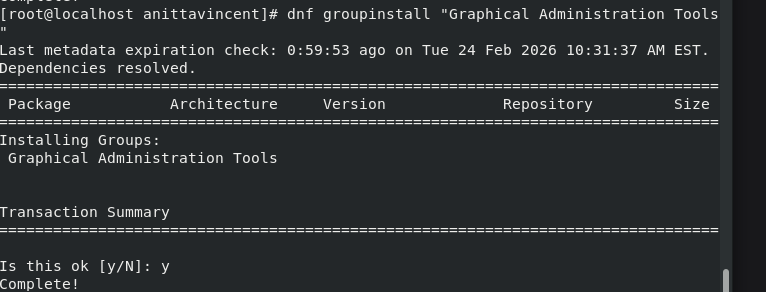 [root@localhost anittavincent]# dnf groupinstall "Graphical Administration Tools
"
Last metadata expiration check: 0:59:53 ago on Tue 24 Feb 2026 10:31:37 AM EST.
Dependencies resolved.
================================================================================
 Package           Architecture     Version             Repository         Size
================================================================================
Installing Groups:
 Graphical Administration Tools
Transaction Summary
================================================================================
Is this ok [y/N]: y
Complete!